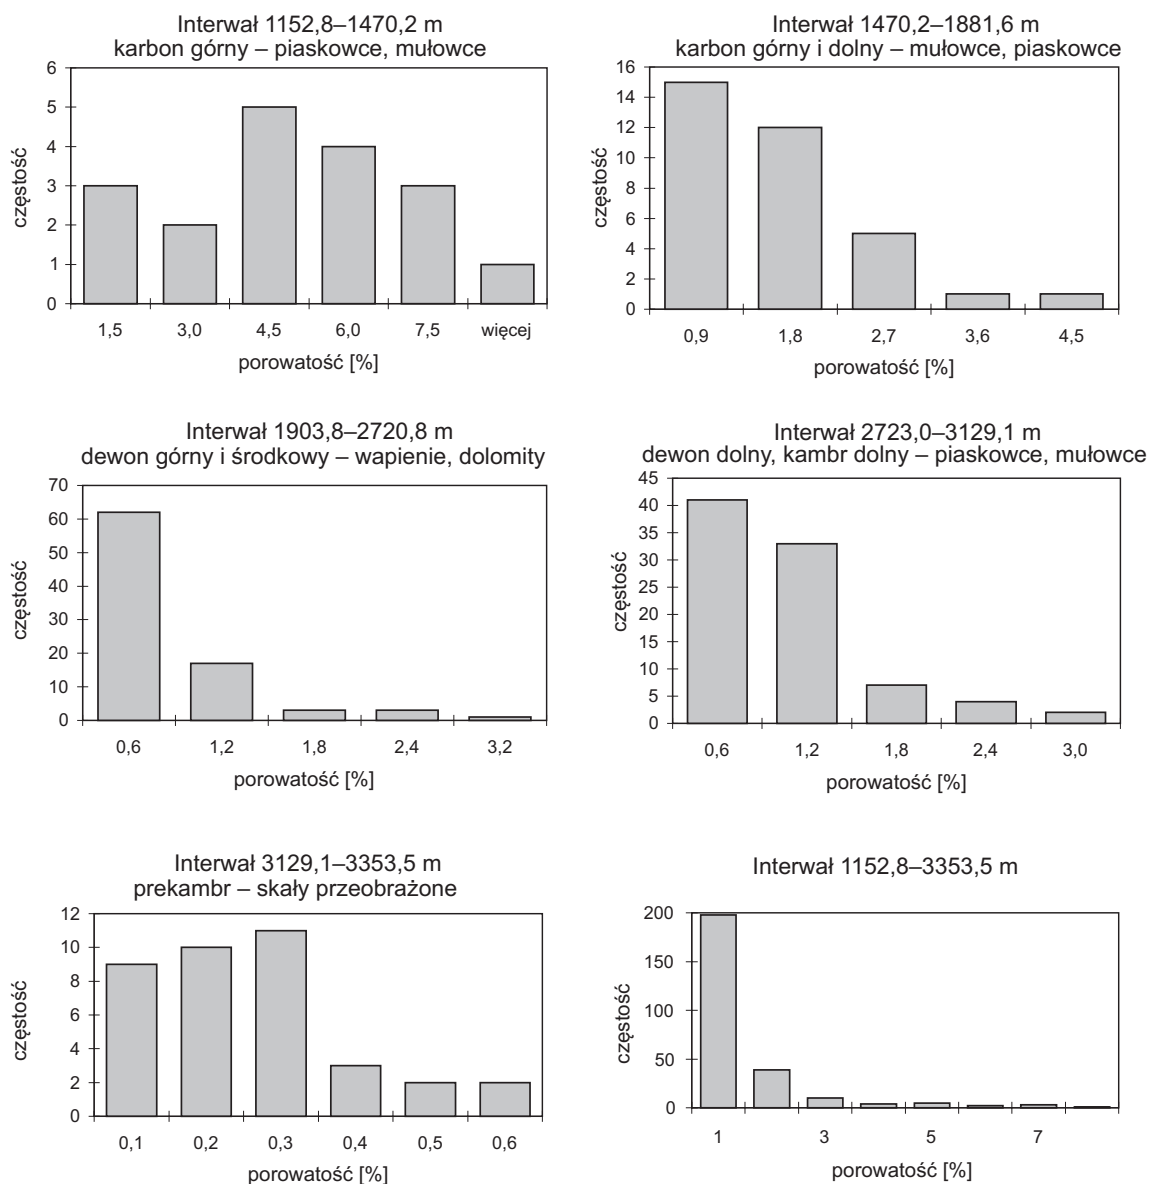 Interwał 1152,8–1470,2 m
karbon górny – piaskowce, mułowce
częstość
6
5
4
3
2
1
0
1,5 3,0 4,5 6,0 7,5 więcej
porowatość [%]
Interwał 1470,2–1881,6 m
karbon górny i dolny – mułowce, piaskowce
częstość
16
14
12
10
8
6
4
2
0
0,9 1,8 2,7 3,6 4,5
porowatość [%]
Interwał 1903,8–2720,8 m
dewon górny i środkowy – wapienie, dolomity
częstość
70
60
50
40
30
20
10
0
0,6 1,2 1,8 2,4 3,2
porowatość [%]
Interwał 2723,0–3129,1 m
dewon dolny, kambr dolny – piaskowce, mułowce
częstość
45
40
35
30
25
20
15
10
5
0
0,6 1,2 1,8 2,4 3,0
porowatość [%]
Interwał 3129,1–3353,5 m
prekambr – skały przeobrażone
częstość
12
10
8
6
4
2
0
0,1 0,2 0,3 0,4 0,5 0,6
porowatość [%]
Interwał 1152,8–3353,5 m
częstość
200
150
100
50
0
1 3 5 7
porowatość [%]